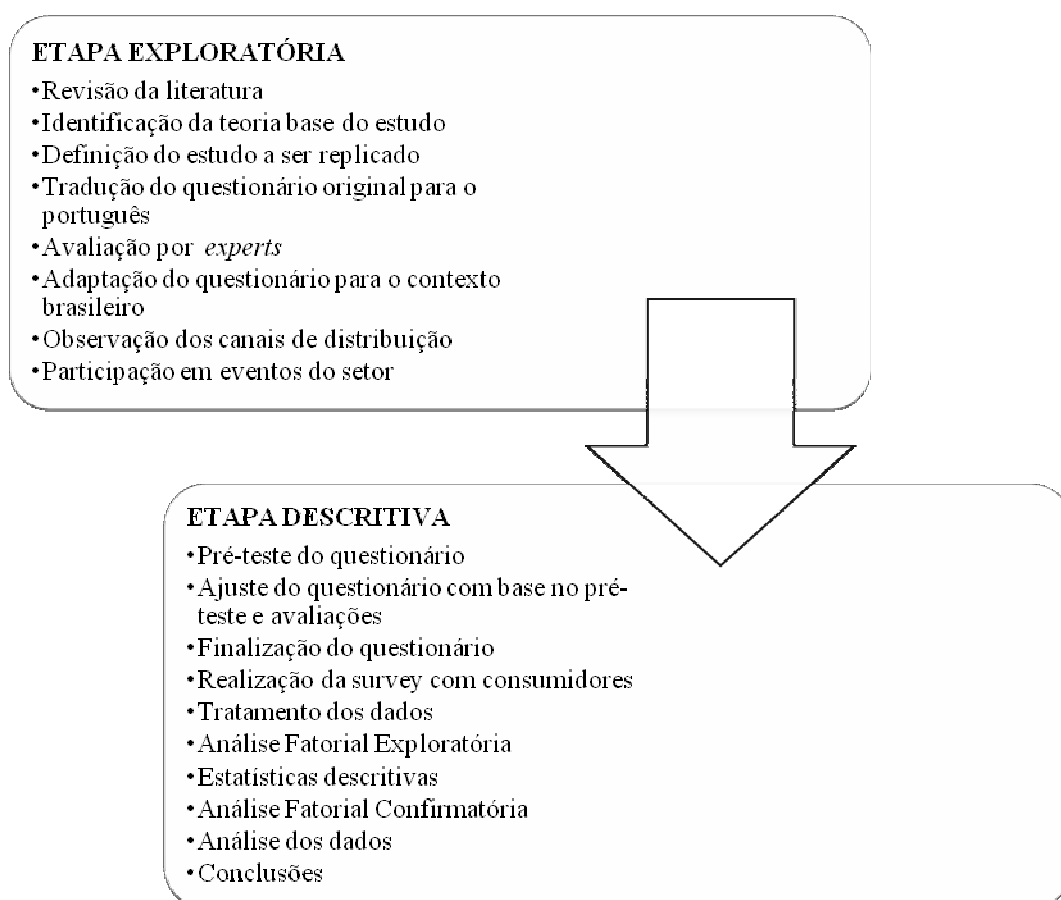 ETAPA EXPLORATÓRIA
•Revisão da literatura
•Identificação da teoria base do estudo
•Definição do estudo a ser replicado
•Tradução do questionário original para o
português
•Avaliação por experts
•Adaptação do questionário para o contexto
brasileiro
•Observação dos canais de distribuição
•Participação em eventos do setor
ETAPA DESCRITIVA
•Pré-teste do questionário
•Ajuste do questionário com base no pré-
teste e avaliações
•Finalização do questionário
•Realização da survey com consumidores
•Tratamento dos dados
•Análise Fatorial Exploratória
•Estatísticas descritivas
•Análise Fatorial Confirmatória
•Análise dos dados
•Conclusões